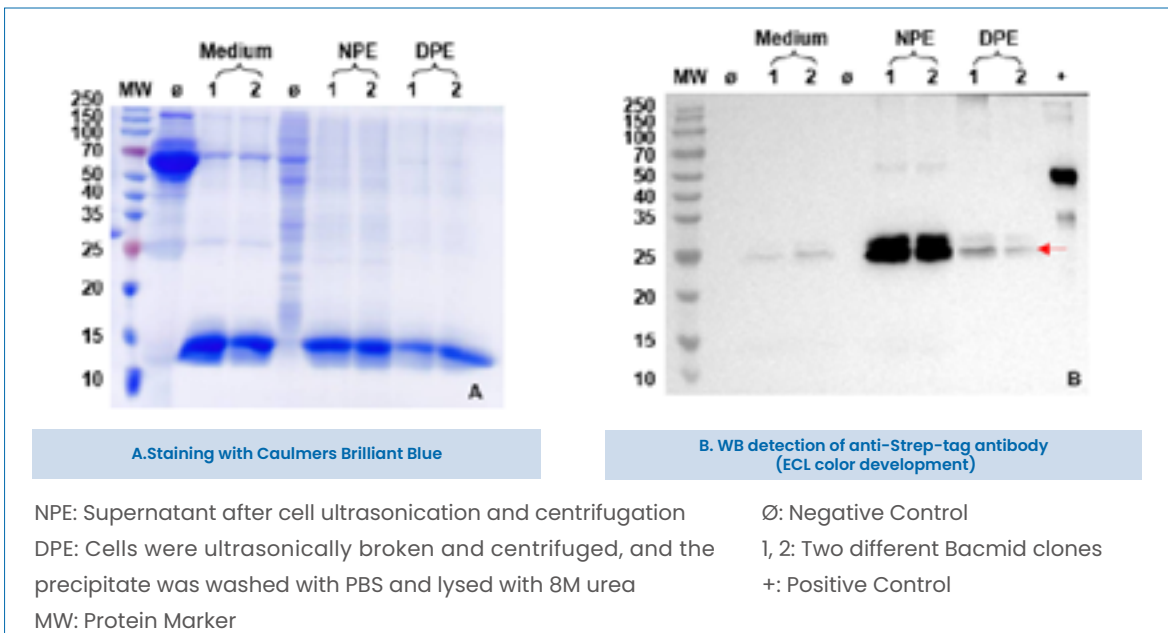 Medium NPE DPE
MW ø 1 2 ø 1 2 1 2
250
150
100
70
50
40
35
25
20
15
10
A
Medium NPE DPE
MW ø 1 2 ø 1 2 1 2 +
250
150
100
70
50
40
35
25
20
15
10
B
A.Staining with Caulmers Brilliant Blue
B. WB detection of anti-Strep-tag antibody
(ECL color development)
NPE: Supernatant after cell ultrasonication and centrifugation
DPE: Cells were ultrasonically broken and centrifuged, and the
precipitate was washed with PBS and lysed with 8M urea
MW: Protein Marker
Ø: Negative Control
1, 2: Two different Bacmid clones
+: Positive Control